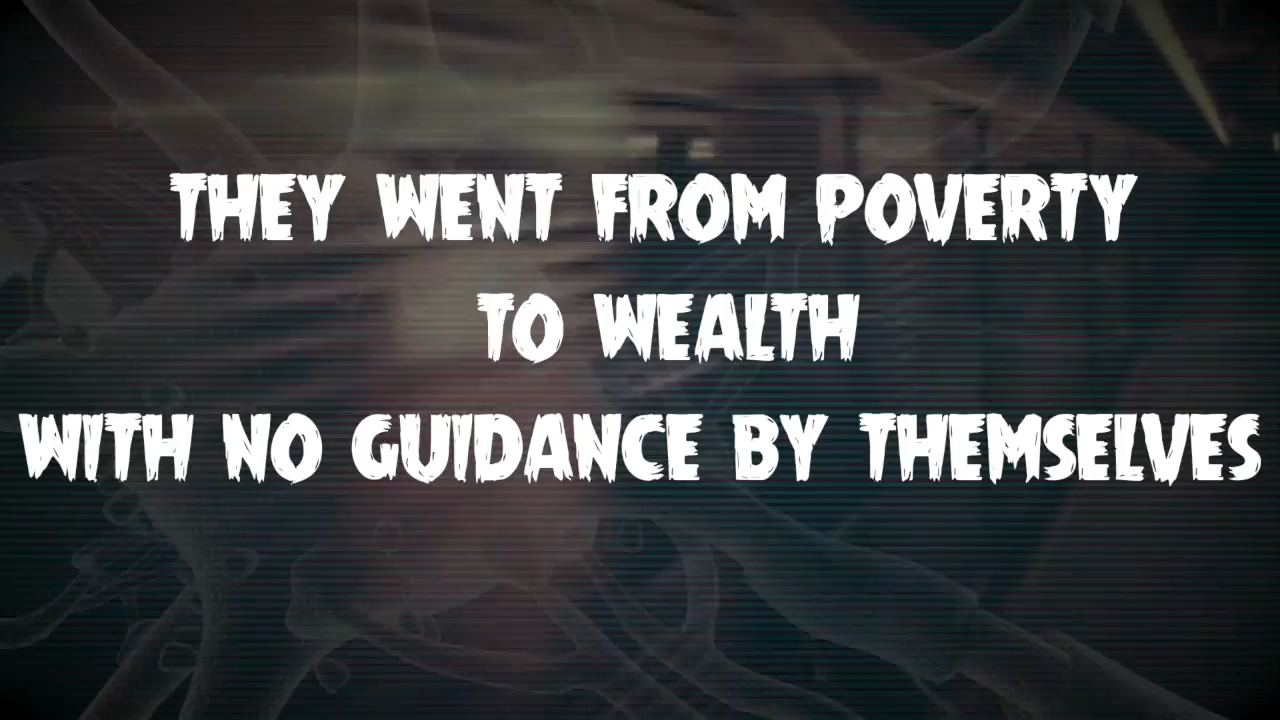 THEY WENT FROM POVERTY
TO WEALTH
WITH NO GUIDANCE BY THEMSELVES